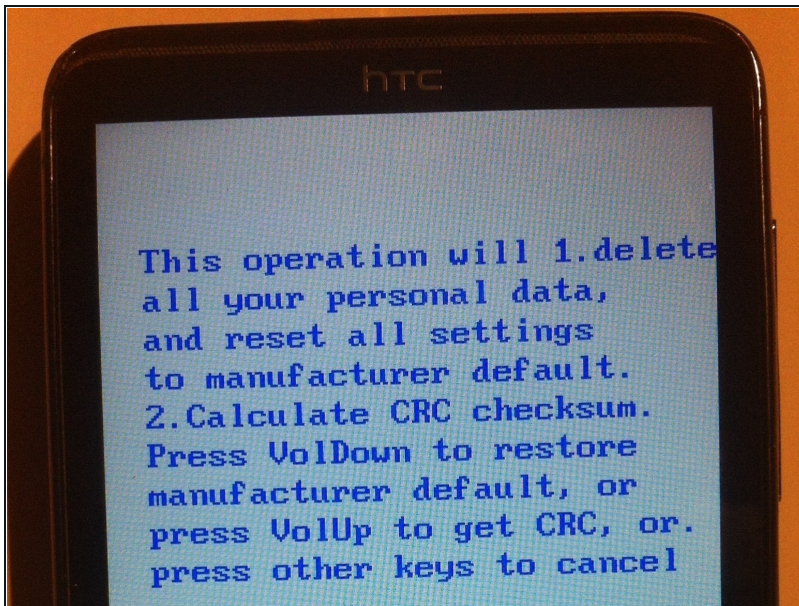 hTC
This operation will 1.delete
all your personal data,
and reset all settings
to manufacturer default.
2.Calculate CRC checksum.
Press VolDown to restore
manufacturer default, or
press VolUp to get CRC, or.
press other keys to cancel